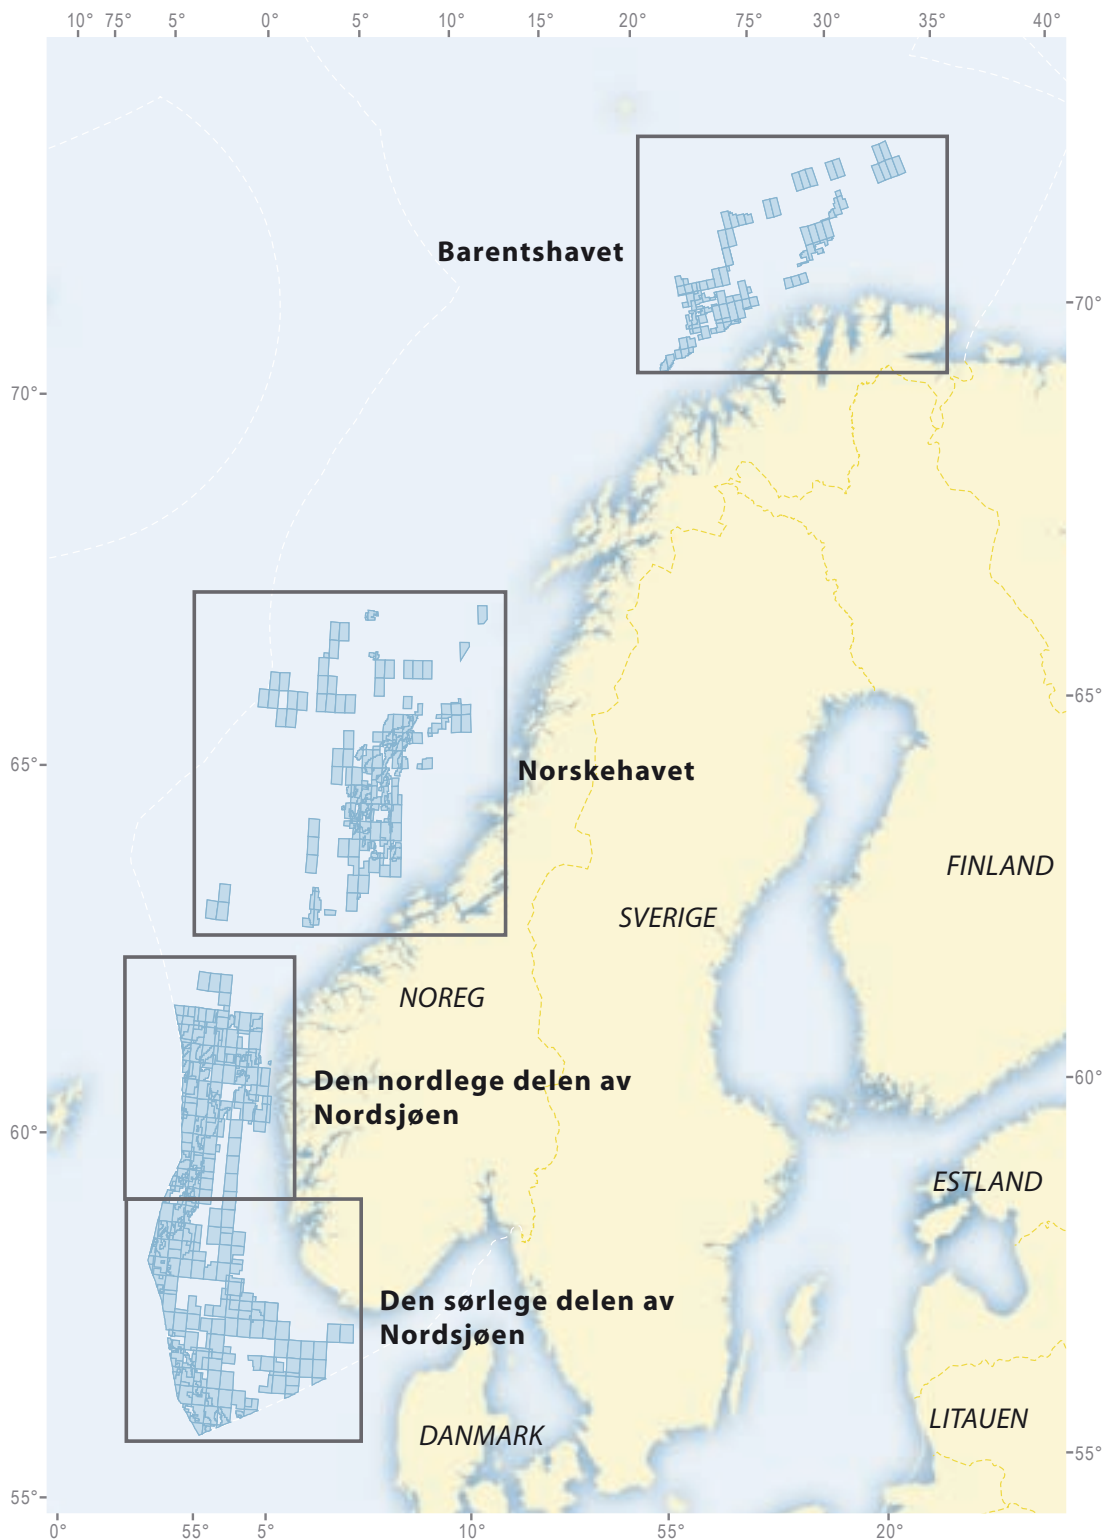 10° 75° 5° 0° 5° 10° 15° 20° 75° 30° 35° 40°
Barentshavet
70°
70°
65°
65°
Norskehavet
FINLAND
SVERIGE
NOREG
Den nordlege delen av
Nordsjøen
60°
60°
ESTLAND
Den sørlege delen av
Nordsjøen
LITAUEN
DANMARK
55°
55°
0° 55° 5° 10° 55° 20°